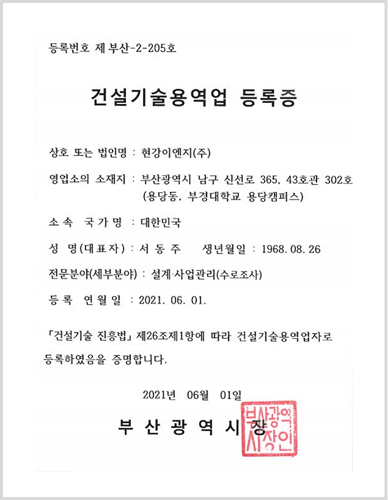 등록번호 제 부산-2-205호
건설기술용역업 등록증
상호 또는 법인명 : 현강이엔지(주)
영업소의 소재지 : 부산광역시 남구 신선로 365, 43호관 302호
(용당동, 부경대학교 용당캠퍼스)
소 속 국 가 명 : 대한민국
성 명(대표자) : 서 동 주 생년월일 : 1968.08.26
전문분야(세부분야) : 설계·사업관리(수로조사)
등 록 연 월 일 : 2021. 06. 01.
「건설기술 진흥법」 제26조제1항에 따라 건설기술용역업자로
등록하였음을 증명합니다.
2021년 06월 01일
부 산 광 역 시 장
부산광역
시장인